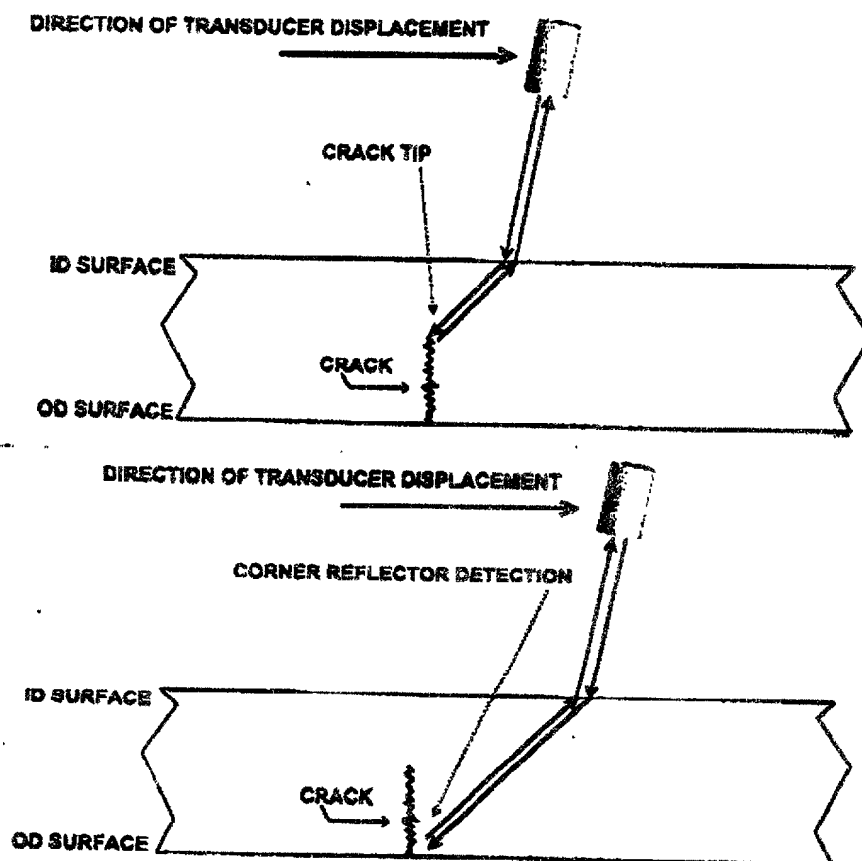 DIRECTION OF TRANSDUCER DISPLACEMENT
CRACK TIP
ID SURFACE
CRACK
OD SURFACE
DIRECTION OF TRANSDUCER DISPLACEMENT
CORNER REFLECTOR DETECTION
ID SURFACE
CRACK
OD SURFACE